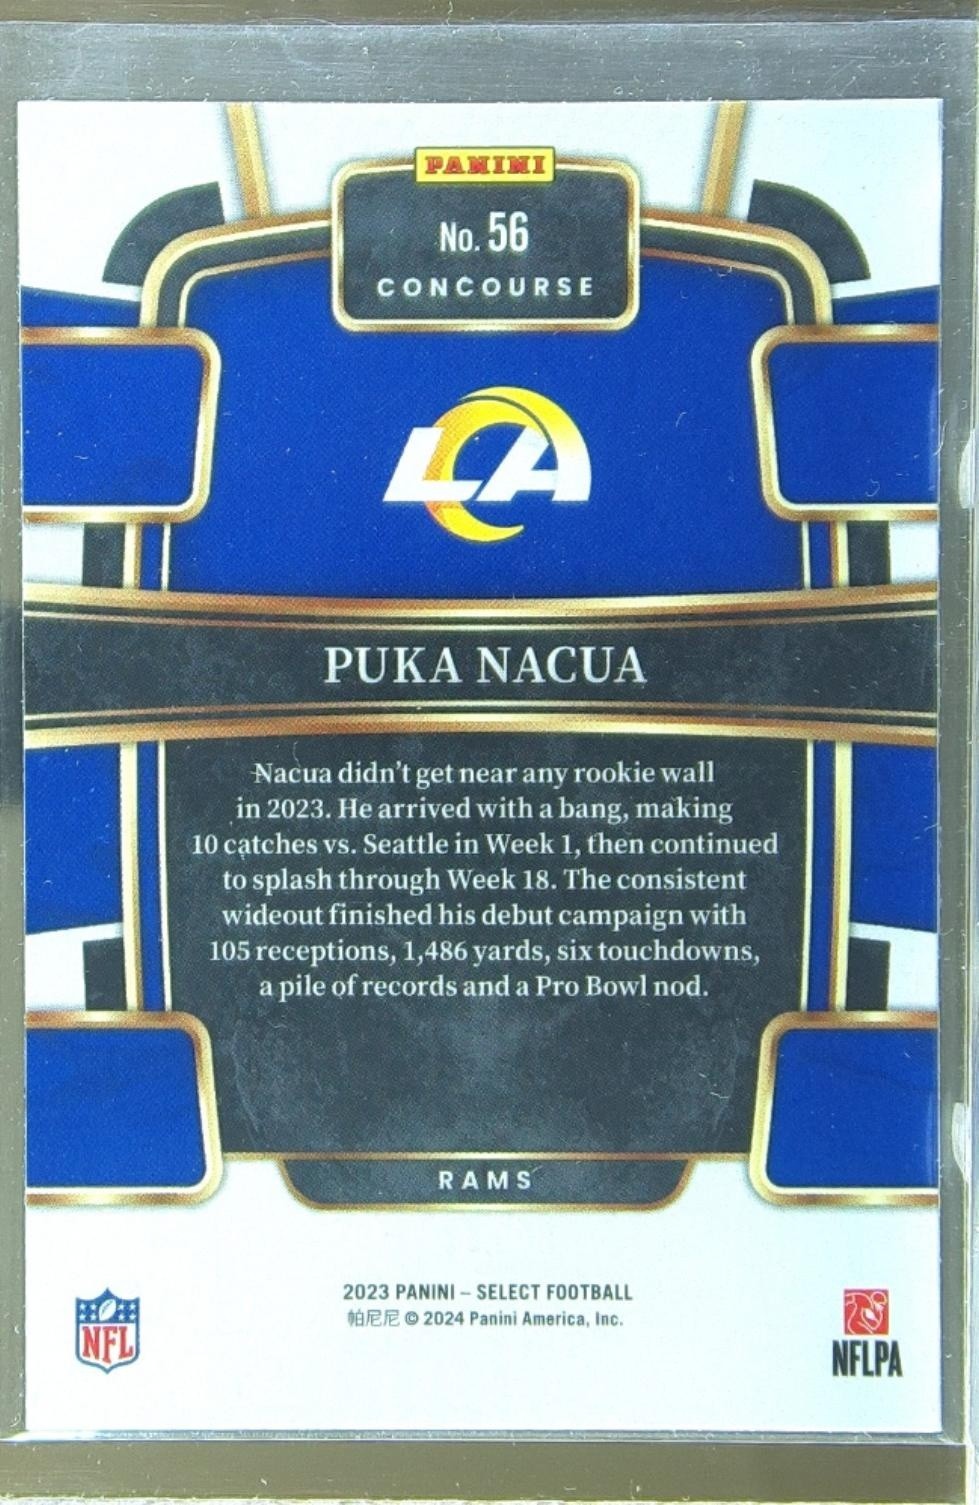 PANINI
No. 56
CONCOURSE
LA
PUKA NACUA
Nacua didn't get near any rookie wall
in 2023. He arrived with a bang, making
10 catches vs. Seattle in Week 1, then continued
to splash through Week 18. The consistent
wideout finished his debut campaign with
105 receptions, 1,486 yards, six touchdowns,
a pile of records and a Pro Bowl nod.
RAMS
2023 PANINI – SELECT FOOTBALL
帕尼尼 © 2024 Panini America, Inc.
NFL
NFLPA